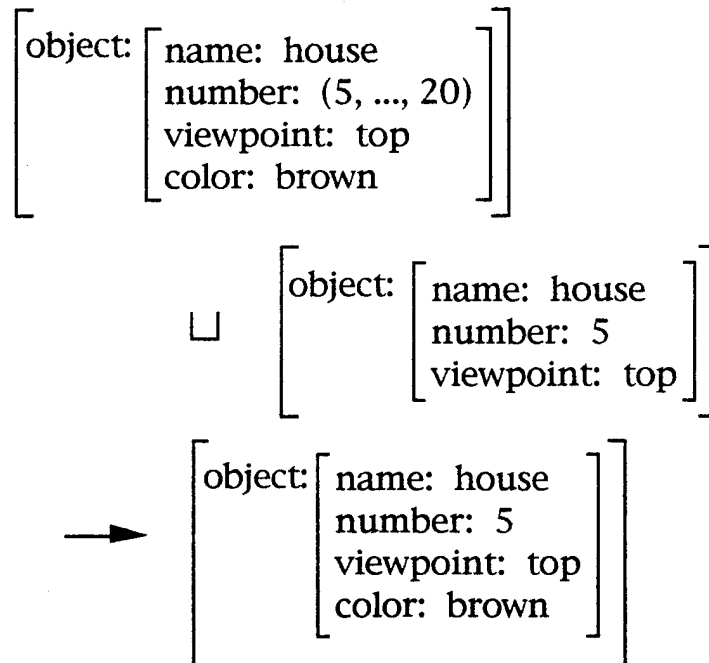 object: name: house
number: (5, ..., 20)
viewpoint: top
color: brown
⊔ object: name: house
number: 5
viewpoint: top
object: name: house
number: 5
viewpoint: top
color: brown